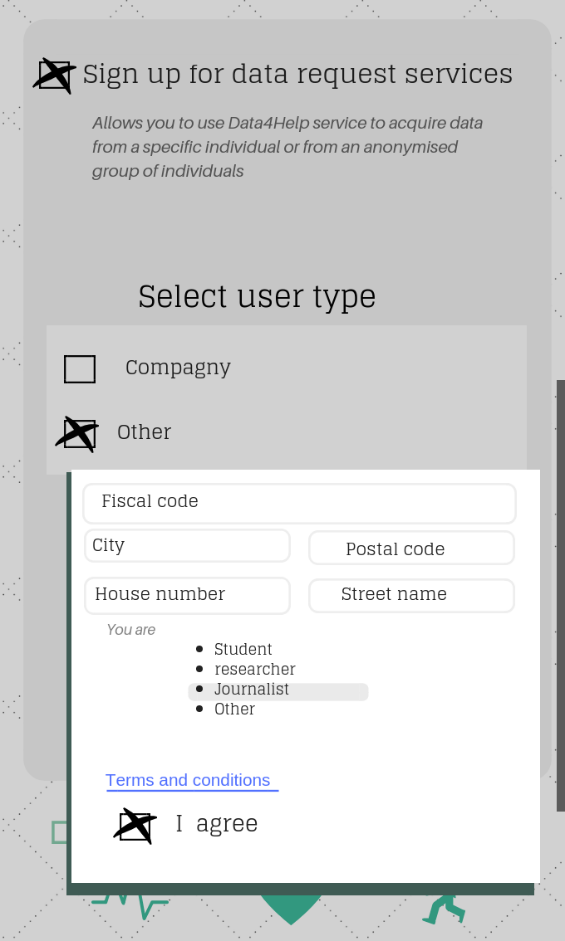 Sign up for data request services
Allows you to use Data4Help service to acquire data
from a specific individual or from an anonymised
group of individuals
Select user type
Compagny
Other
Fiscal code
City
Postal code
House number
Street name
You are
Student
researcher
Journalist
Other
Terms and conditions
I agree